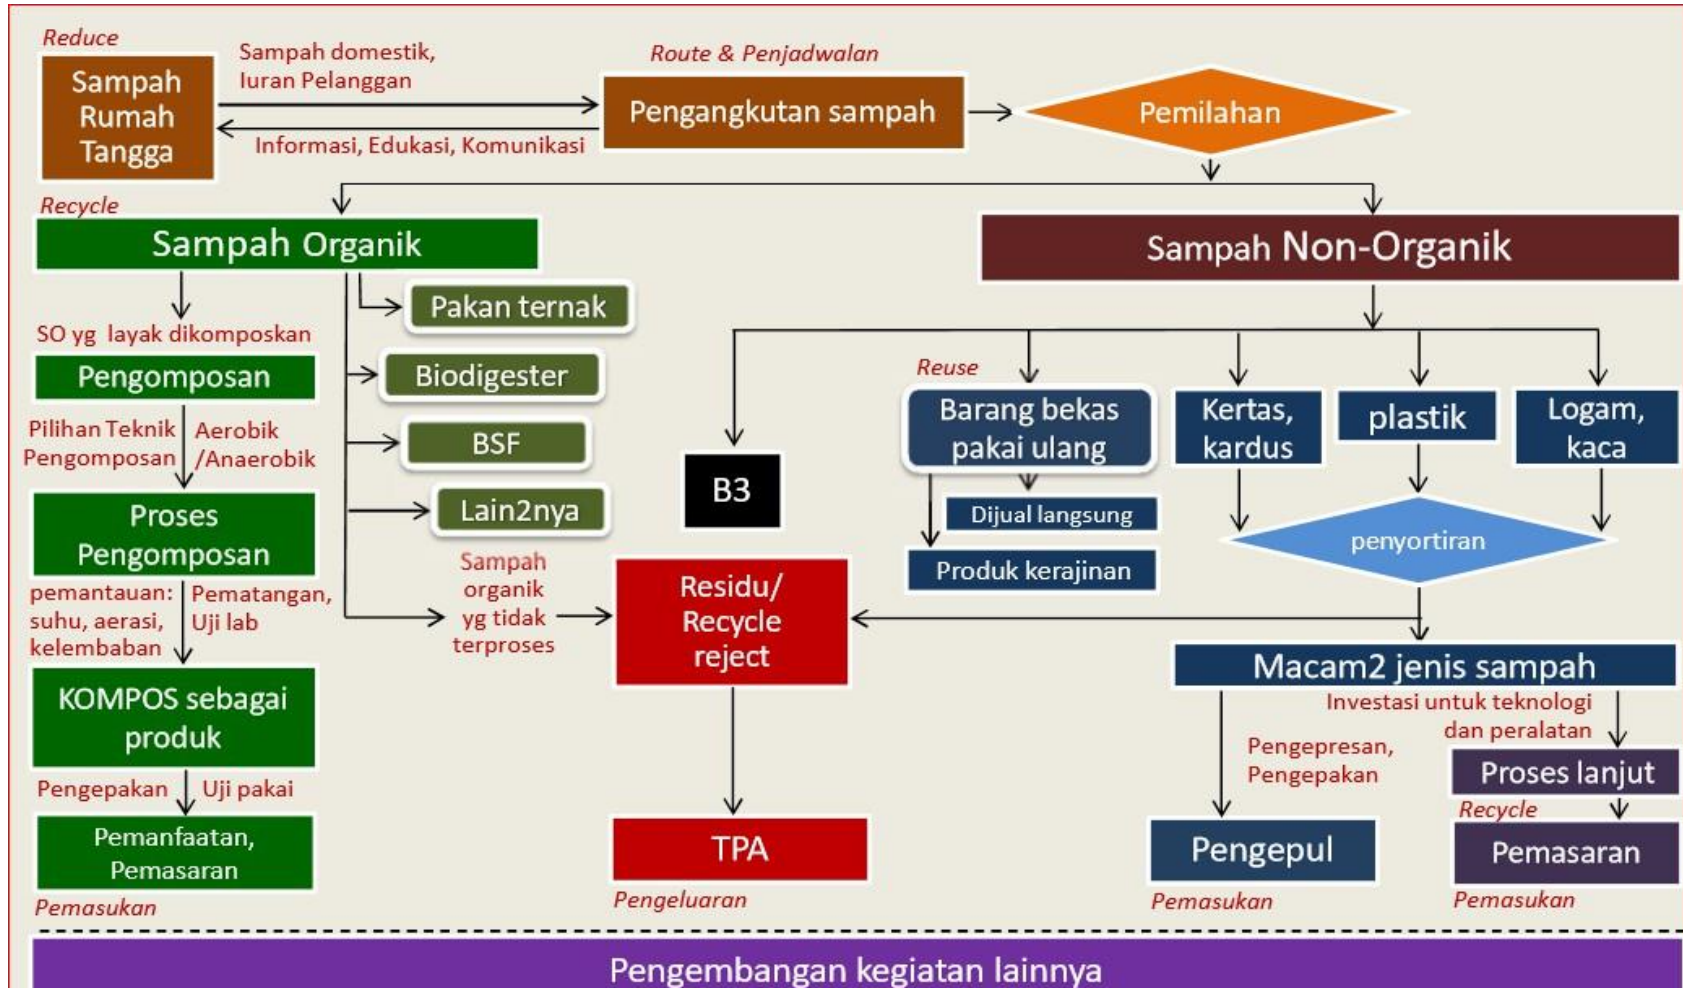 Reduce
Sampah
Rumah
Tangga
Sampah domestik,
Iuran Pelanggan
Informasi, Edukasi, Komunikasi
Route & Penjadwalan
Pengangkutan sampah
Pemilahan
Recycle
Sampah Organik
Sampah Non-Organik
SO yg layak dikomposkan
Pengomposan
Pilihan Teknik
Pengomposan
Aerobik
/Anaerobik
Proses
Pengomposan
pemantauan:
suhu, aerasi,
kelembaban
Pematangan,
Uji lab
KOMPOS sebagai
produk
Pengepakan
Uji pakai
Pemanfaatan,
Pemasaran
Pemasukan
Pakan ternak
Biodigester
BSF
Lain2nya
Sampah
organik
yg tidak
terproses
B3
Residu/
Recycle
reject
TPA
Pengeluaran
Reuse
Barang bekas
pakai ulang
Dijual langsung
Produk kerajinan
Kertas,
kardus
plastik
Logam,
kaca
penyortiran
Macam2 jenis sampah
Pengepresan,
Pengepakan
Investasi untuk teknologi
dan peralatan
Proses lanjut
Recycle
Pengepul
Pemasukan
Pemasaran
Pemasukan
Pengembangan kegiatan lainnya